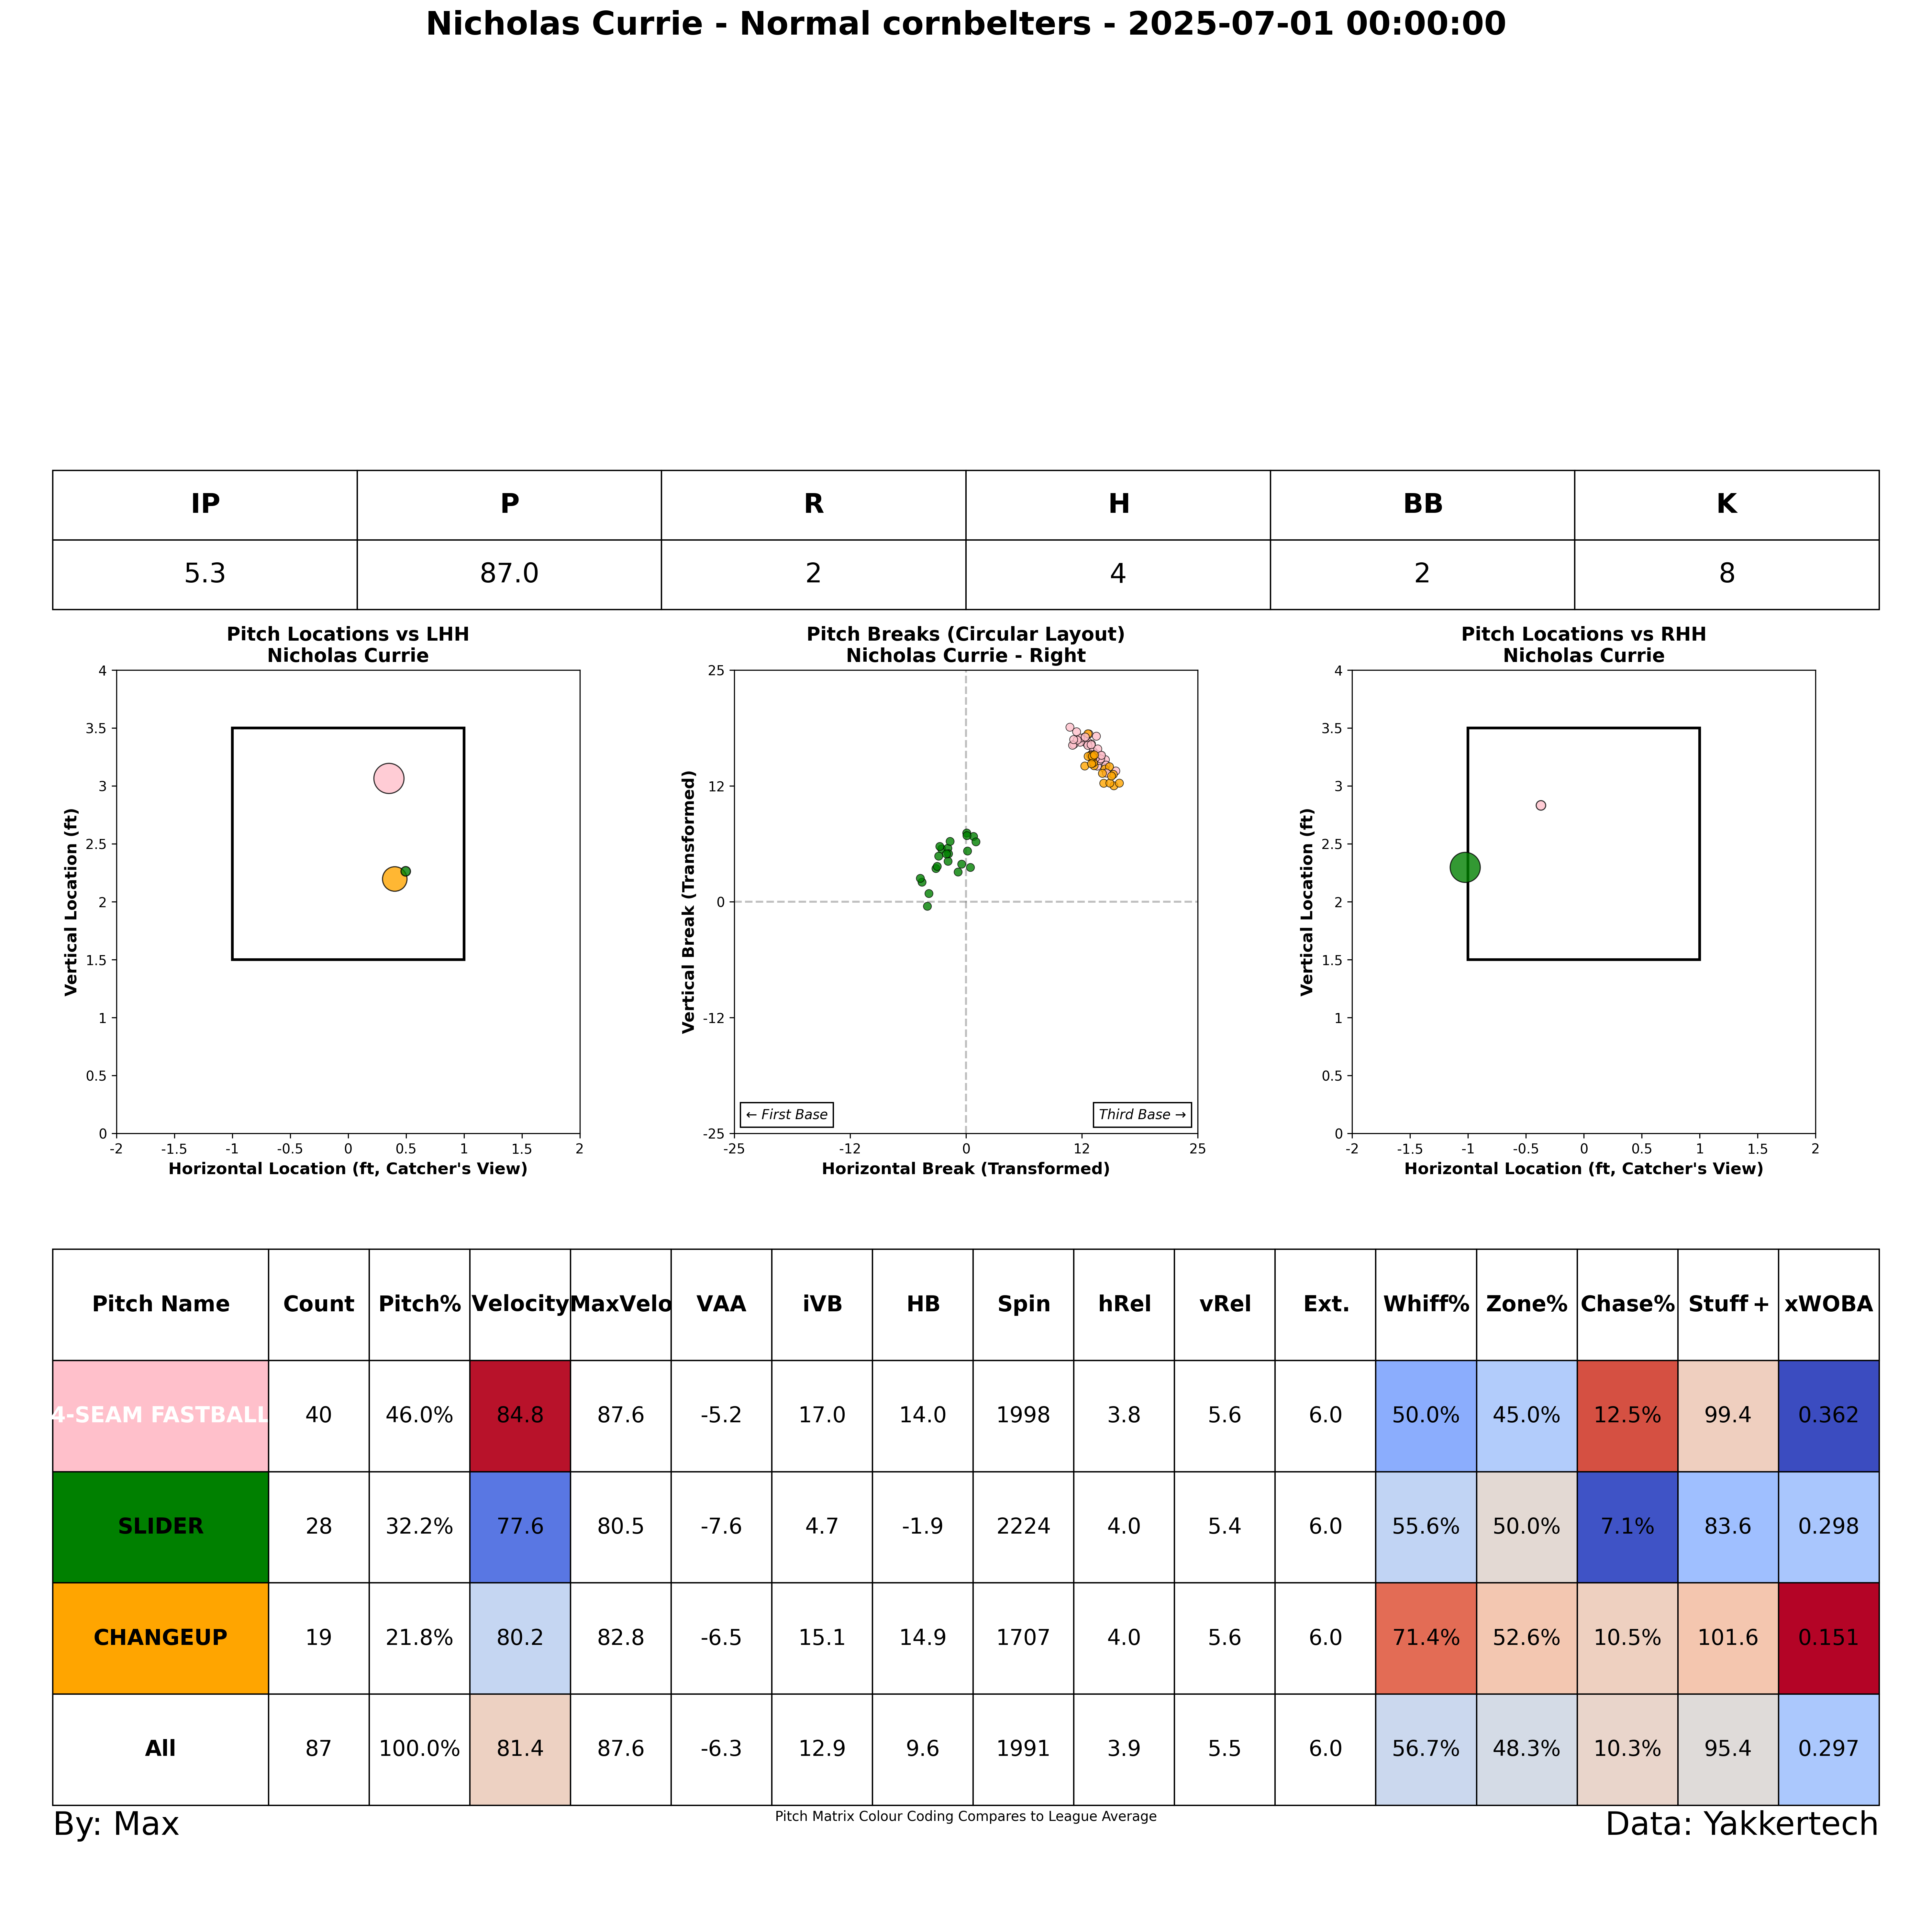 Nicholas Currie - Normal cornbelters - 2025-07-01 00:00:00
IP P R H BB K
5.3 87.0 2 4 2 8
Pitch Locations vs LHH
Nicholas Currie
4
3.5
3
2.5
2
1.5
1
0.5
0
-2 -1.5 -1 -0.5 0 0.5 1 1.5 2
Vertical Location (ft)
Horizontal Location (ft, Catcher's View)
Pitch Breaks (Circular Layout)
Nicholas Currie - Right
25
12
0
-12
-25
-25 -12 0 12 25
← First Base
Third Base →
Vertical Break (Transformed)
Horizontal Break (Transformed)
Pitch Locations vs RHH
Nicholas Currie
4
3.5
3
2.5
2
1.5
1
0.5
0
-2 -1.5 -1 -0.5 0 0.5 1 1.5 2
Vertical Location (ft)
Horizontal Location (ft, Catcher's View)
Pitch Name Count Pitch% Velocity MaxVelo VAA iVB HB Spin hRel vRel Ext. Whiff% Zone% Chase% Stuff+ xWOBA
4-SEAM FASTBALL 40 46.0% 84.8 87.6 -5.2 17.0 14.0 1998 3.8 5.6 6.0 50.0% 45.0% 12.5% 99.4 0.362
SLIDER 28 32.2% 77.6 80.5 -7.6 4.7 -1.9 2224 4.0 5.4 6.0 55.6% 50.0% 7.1% 83.6 0.298
CHANGEUP 19 21.8% 80.2 82.8 -6.5 15.1 14.9 1707 4.0 5.6 6.0 71.4% 52.6% 10.5% 101.6 0.151
All 87 100.0% 81.4 87.6 -6.3 12.9 9.6 1991 3.9 5.5 6.0 56.7% 48.3% 10.3% 95.4 0.297
By: Max
Pitch Matrix Colour Coding Compares to League Average
Data: Yakkertech